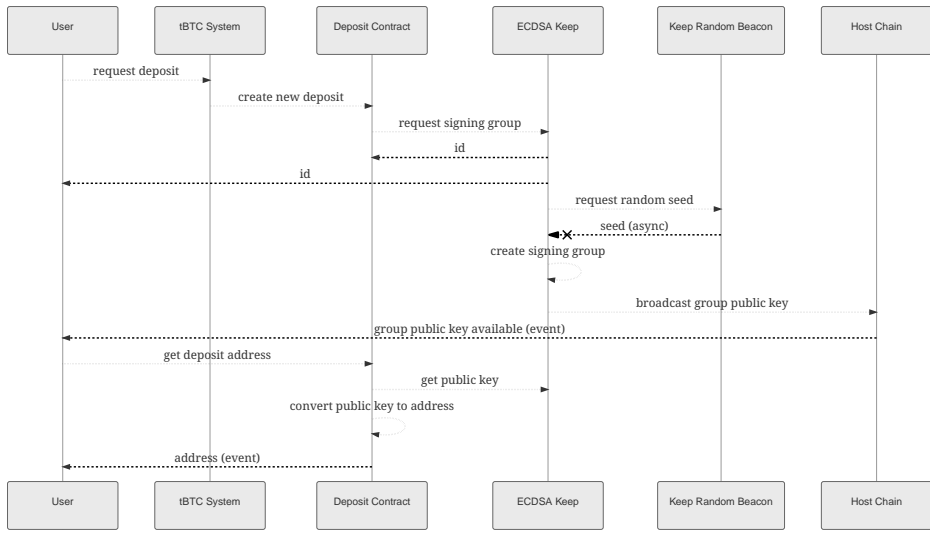 User
tBTC System
Deposit Contract
ECDSA Keep
Keep Random Beacon
Host Chain
request deposit
create new deposit
request signing group
id
id
request random seed
seed (async)
create signing group
broadcast group public key
group public key available (event)
get deposit address
get public key
convert public key to address
address (event)
User
tBTC System
Deposit Contract
ECDSA Keep
Keep Random Beacon
Host Chain